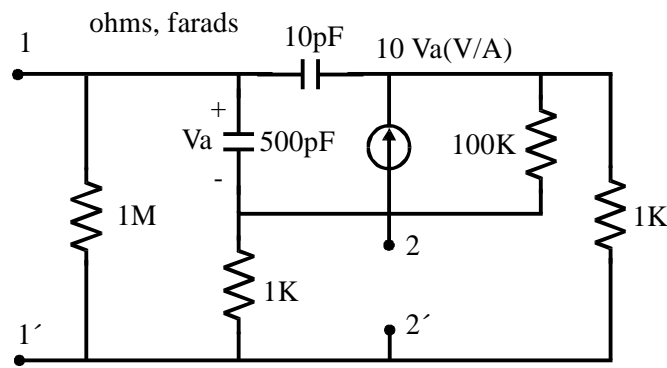 ohms, farads
1
10pF
10 Va(V/A)
+
Va
500pF
-
100K
1M
1K
2
1K
1´
2´